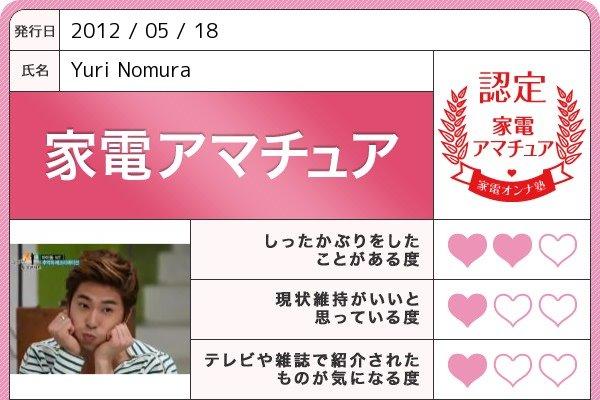 発行日 2012 / 05 / 18
氏名 Yuri Nomura
家電アマチュア
認定
家電
アマチュア
家電オンナ塾
しったかぶりをした
ことがある度
現状維持がいいと
思っている度
テレビや雑誌で紹介された
ものが気になる度